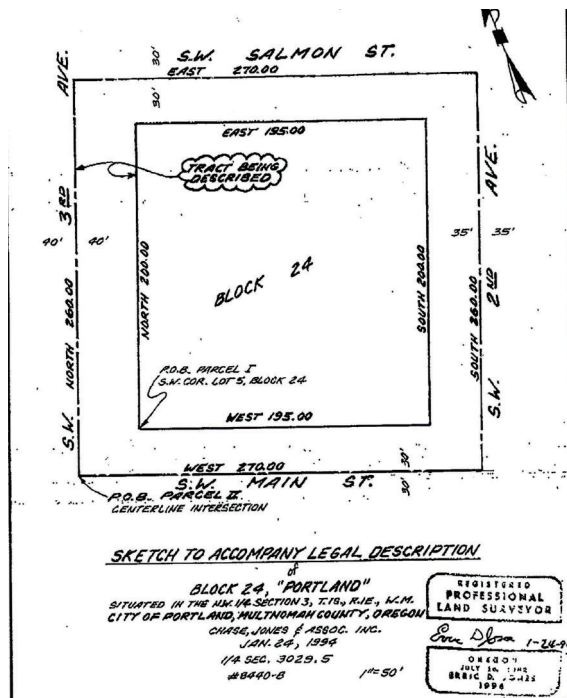 S.W. SALMON ST.
30'
EAST 270.00
30'
EAST 195.00
TRACT BEING
DESCRIBED
S.W. 3RD AVE.
NORTH 260.00
40' 40'
NORTH 200.00
BLOCK 24
SOUTH 200.00
35' 35'
SOUTH 260.00
S.W. 2ND AVE.
P.O.B. PARCEL I
S.W. COR. LOT 5, BLOCK 24
WEST 195.00
30'
WEST 270.00
30'
S.W. MAIN ST.
P.O.B. PARCEL II
CENTERLINE INTERSECTION
SKETCH TO ACCOMPANY LEGAL DESCRIPTION
of
BLOCK 24, "PORTLAND"
SITUATED IN THE N.W. 1/4 SECTION 3, T.1S., R.1E., W.M.
CITY OF PORTLAND, MULTNOMAH COUNTY, OREGON
CHASE, JONES & ASSOC. INC.
JAN. 24, 1994
1/4 SEC. 3029.5
#8440-B 1"=50'
REGISTERED
PROFESSIONAL
LAND SURVEYOR
1-24-9
OREGON